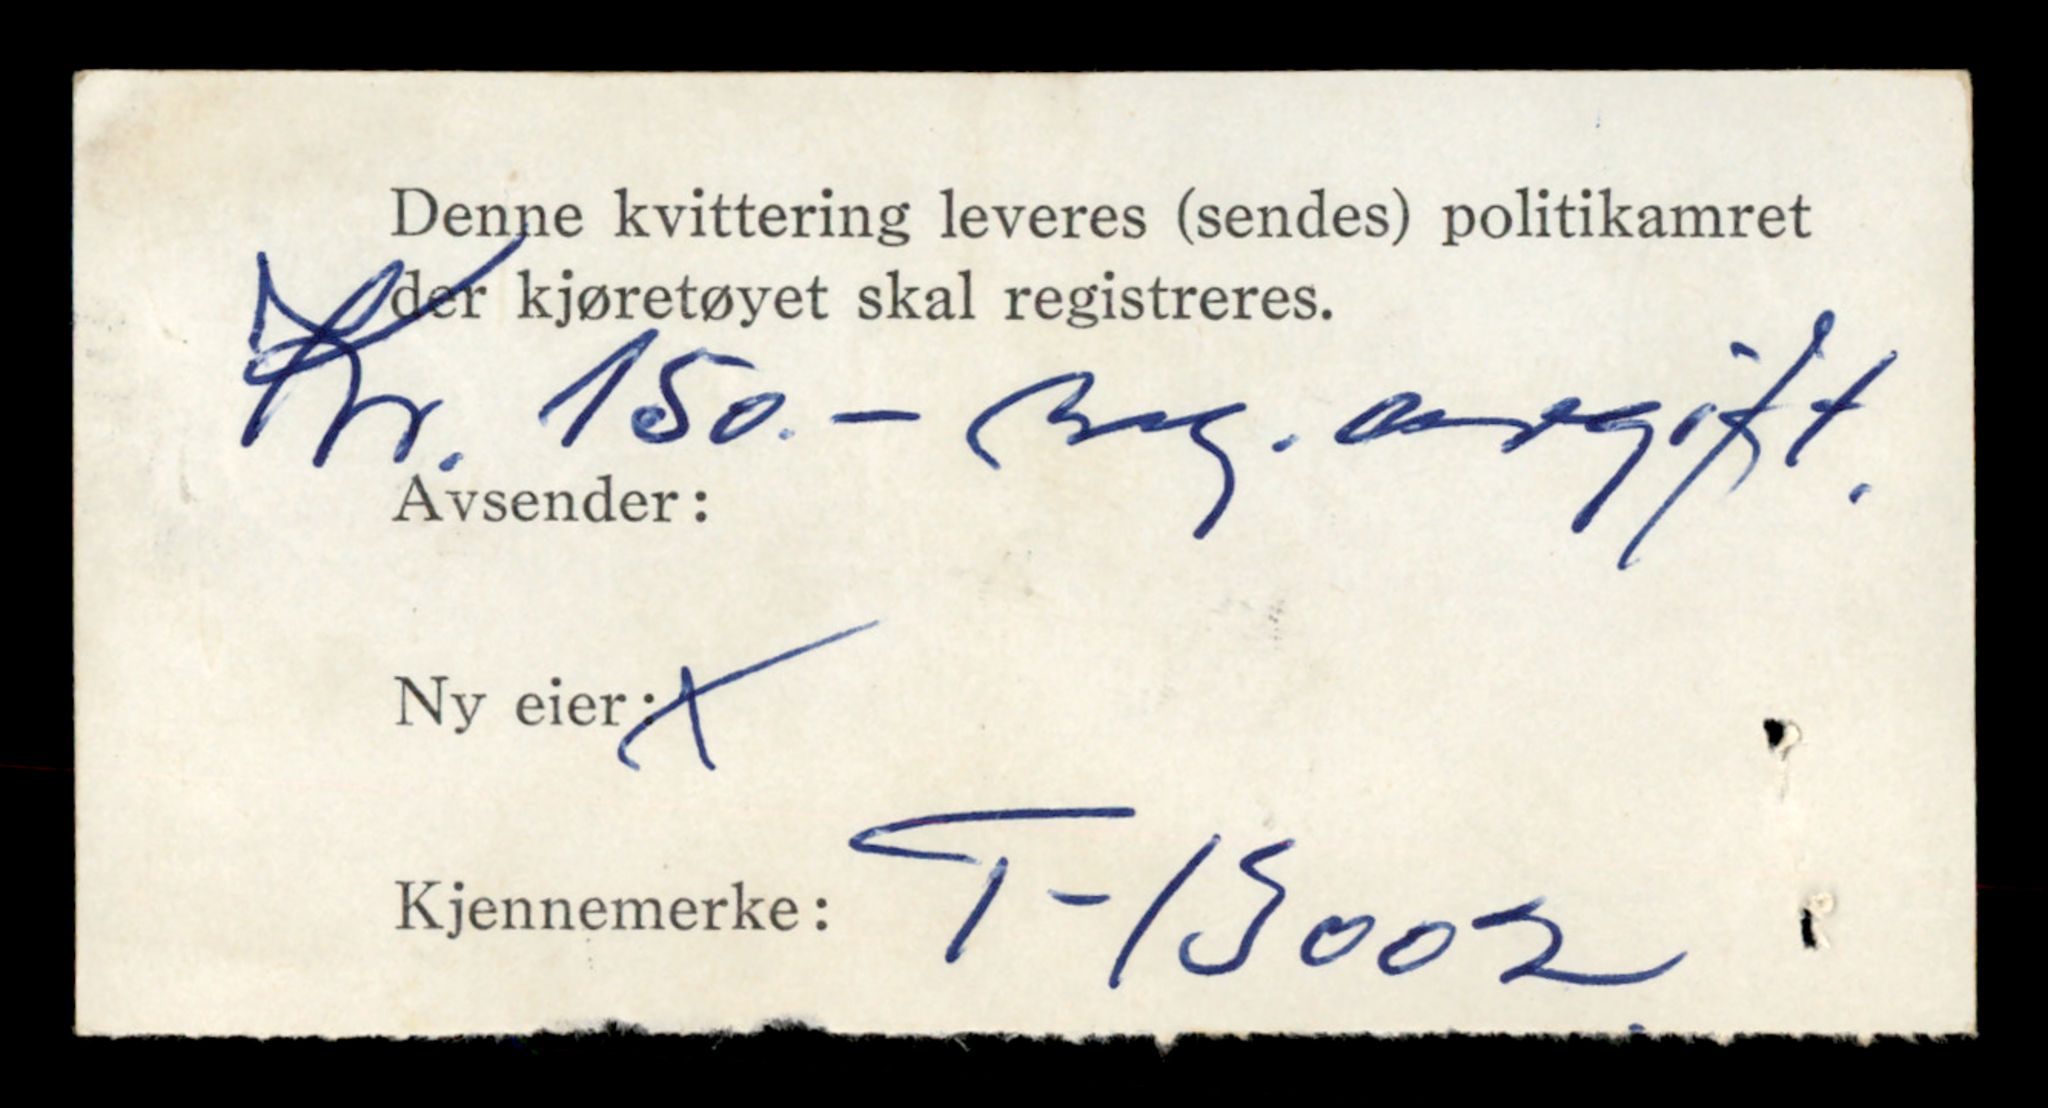 Denne kvittering leveres (sendes) politikamret
der kjøretøyet skal registreres.
Kr. 150.- reg. avgift.
Avsender:
Ny eier: X
Kjennemerke: T-13002